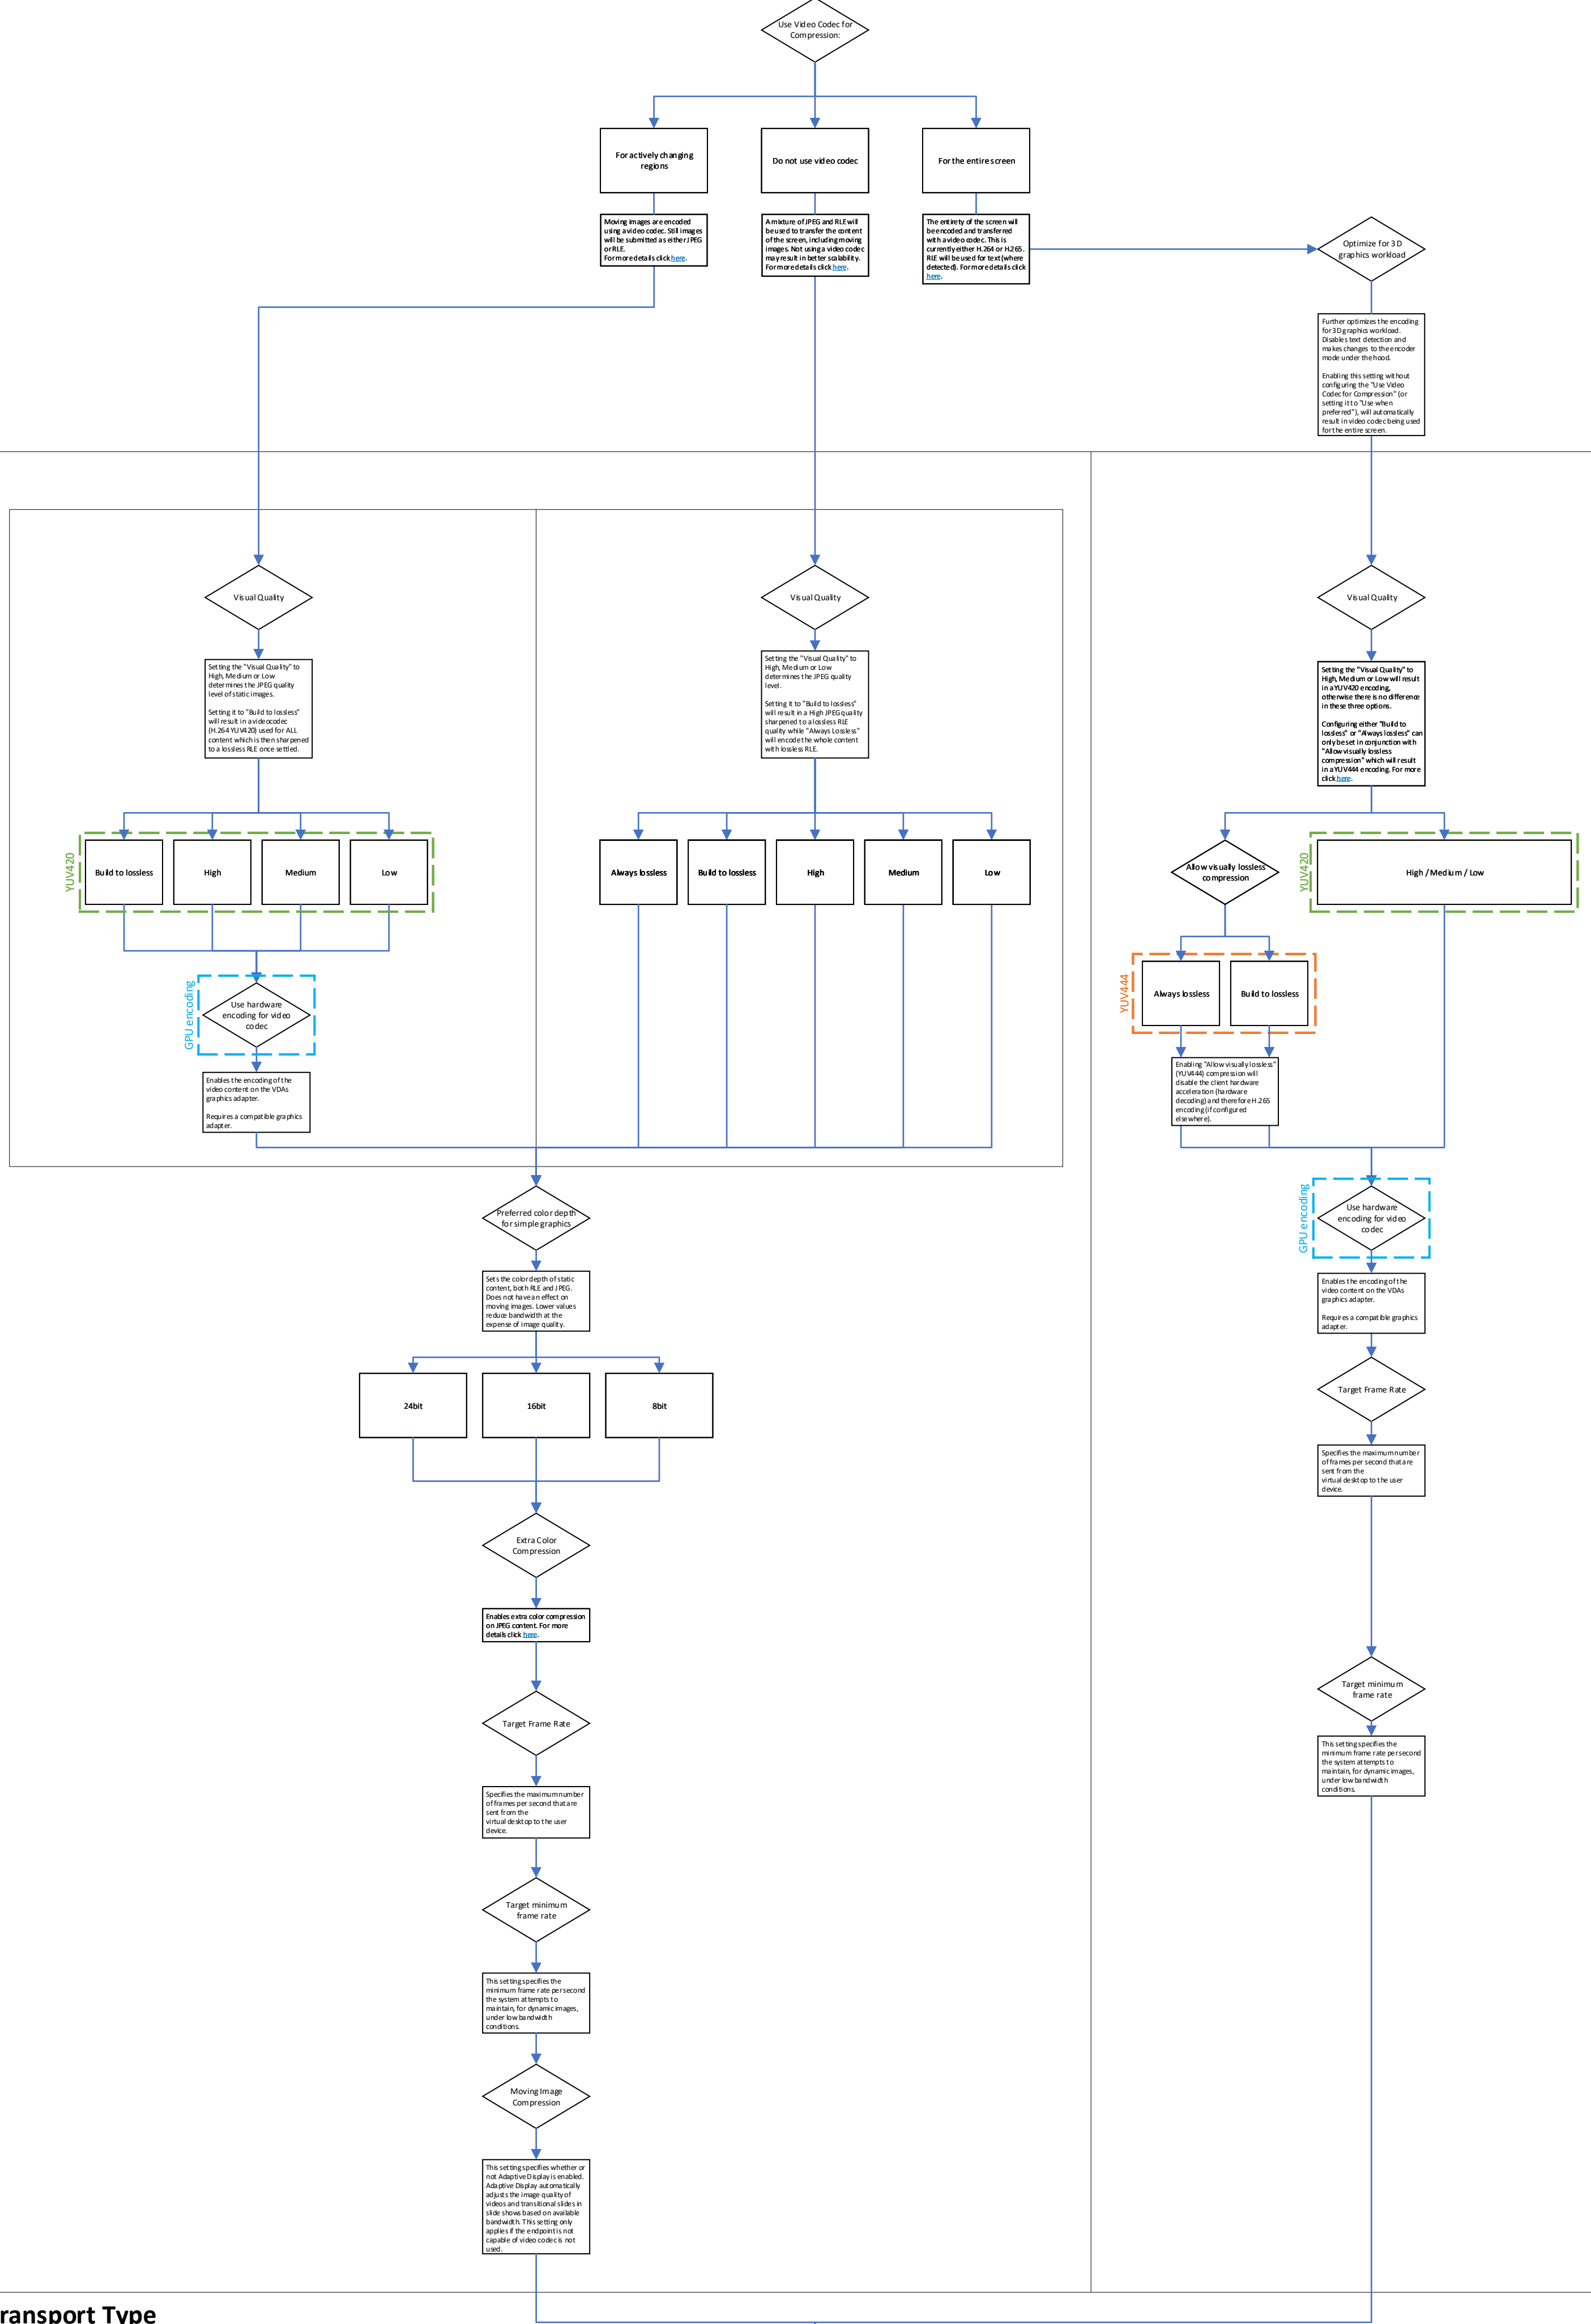 Use Video Codec for
Compression:
For actively changing
regions
Do not use video codec
For the entire screen
Moving images are encoded
using a video codec. Still images
will be submitted as either JPEG
or RLE.
For more details click here.
A mixture of JPEG and RLE will
be used to transfer the content
of the screen, including moving
images. Not using a video codec
may result in better scalability.
For more details click here.
The entirety of the screen will
be encoded and transferred
with a video codec. This is
currently either H.264 or H.265.
RLE will be used for text (where
detected). For more details click
here.
Optimize for 3D
graphics workload
Further optimizes the encoding
for 3D graphics workload.
Disables text detection and
makes changes to the encoder
mode under the hood.
Enabling this setting without
configuring the "Use Video
Codec for Compression" (or
setting it to "Use when
preferred"), will automatically
result in video codec being used
for the entire screen.
Visual Quality
Visual Quality
Visual Quality
Setting the "Visual Quality" to
High, Medium or Low
determines the JPEG quality
level of static images.
Setting it to "Build to lossless"
will result in a videocodec
(H.264 YUV420) used for ALL
content which is then sharpened
to a lossless RLE once settled.
Setting the "Visual Quality" to
High, Medium or Low
determines the JPEG quality
level.
Setting it to "Build to lossless"
will result in a High JPEG quality
sharpened to a lossless RLE
quality while "Always Lossless"
will encodet he whole content
with lossless RLE.
Setting the "Visual Quality" to
High, Medium or Low will result
in a YUV420 encoding,
otherwise there is no difference
in these three options.
Configuring either "Build to
lossless" or "Always lossless" can
only be set in conjunction with
"Allow visually lossless
compression" which will result
in a YUV444 encoding. For more
click here.
YUV420
Build to lossless
High
Medium
Low
Always lossless
Build to lossless
High
Medium
Low
Allow visually lossless
compression
YUV420
High / Medium / Low
YUV444
Always lossless
Build to lossless
GPU encoding
Use hardware
encoding for video
codec
Enables the encoding of the
video content on the VDAs
graphics adapter.
Requires a compatible graphics
adapter.
Enabling "Allow visually lossless"
(YUV444) compression will
disable the client hardware
acceleration (hardware
decoding) and therefore H.265
encoding (if configured
elsewhere).
Preferred color depth
for simple graphics
GPU encoding
Use hardware
encoding for video
codec
Sets the color depth of static
content, both RLE and JPEG.
Does not have an effect on
moving images. Lower values
reduce bandwidth at the
expense of image quality.
Enables the encoding of the
video content on the VDAs
graphics adapter.
Requires a compatible graphics
adapter.
24bit
16bit
8bit
Target Frame Rate
Specifies the maximum number
of frames per second that are
sent from the
virtual desktop to the user
device.
Extra Color
Compression
Enables extra color compression
on JPEG content. For more
details click here.
Target Frame Rate
Target minimum
frame rate
This setting specifies the
minimum frame rate per second
the system attempts to
maintain, for dynamic images,
under low bandwidth
conditions.
Specifies the maximum number
of frames per second that are
sent from the
virtual desktop to the user
device.
Target minimum
frame rate
This setting specifies the
minimum frame rate per second
the system attempts to
maintain, for dynamic images,
under low bandwidth
conditions.
Moving Image
Compression
This setting specifies whether or
not Adaptive Display is enabled.
Adaptive Display automatically
adjusts the image quality of
videos and transitional slides in
slide shows based on available
bandwidth. This setting only
applies if the endpoint is not
capable of video codec is not
used.
ransport Type